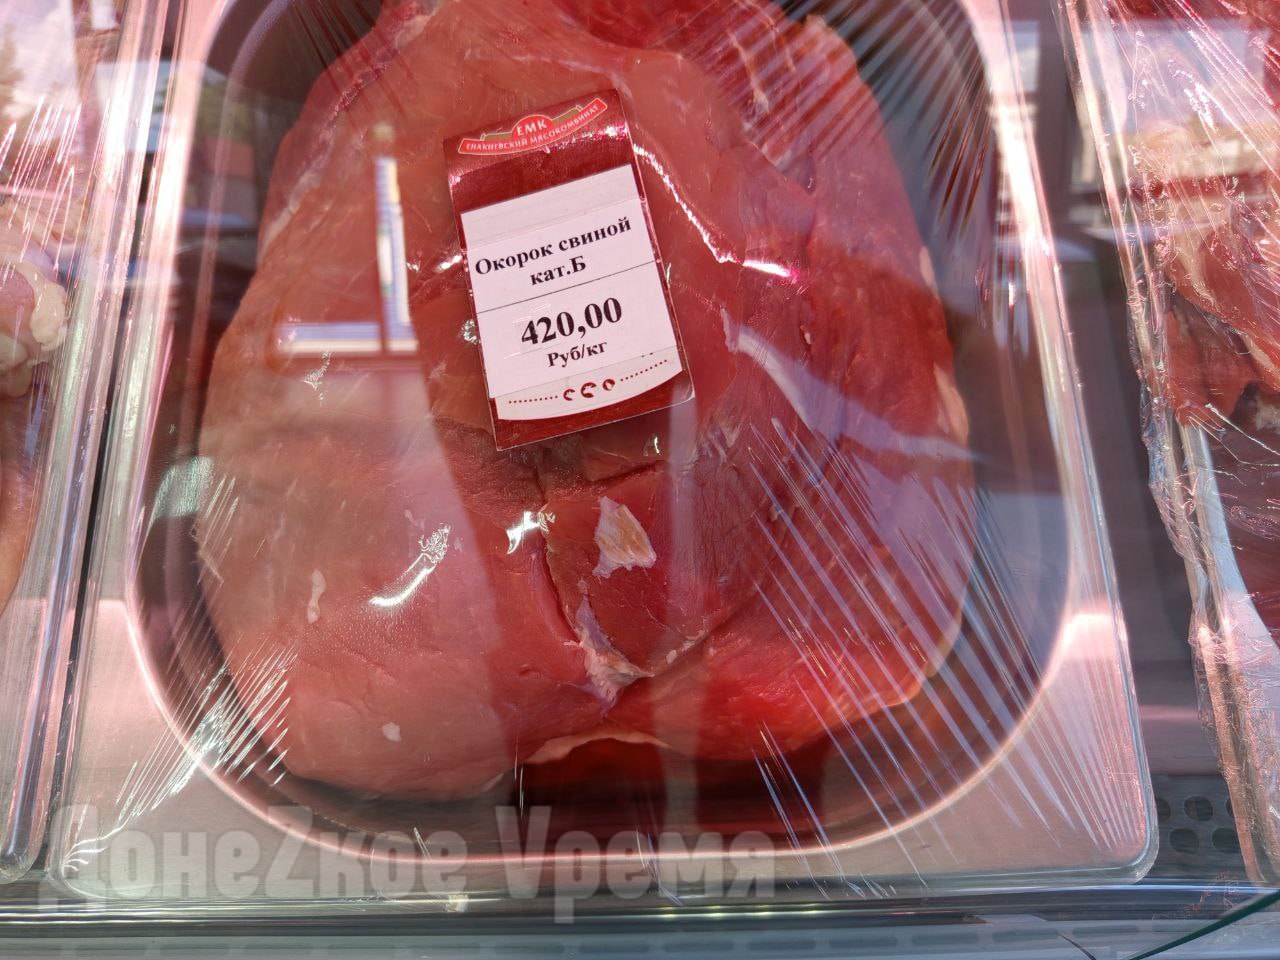 ЕМК
ЕНАКИЕВСКИЙ МЯСОКОМБИНАТ
Окорок свиной
кат.Б
420,00
Руб/кг
ДонеZкое Vремя